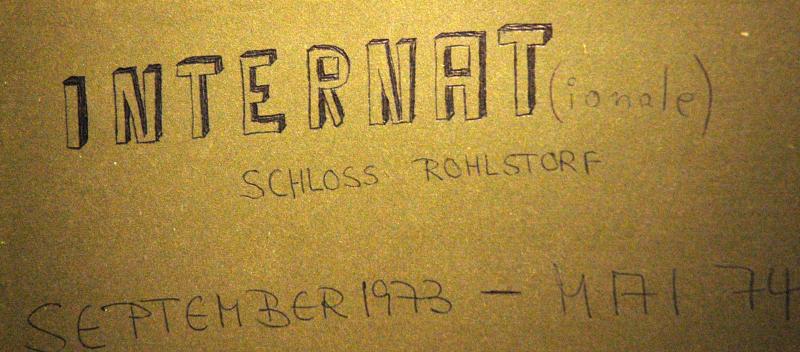 INTERNAT(ionale)
SCHLOSS ROHLSTORF
SEPTEMBER 1973 – MAI 74